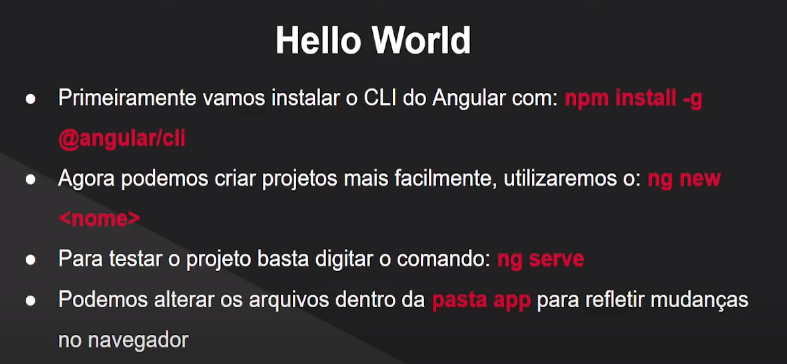 Hello World
● Primeiramente vamos instalar o CLI do Angular com: npm install -g
@angular/cli
● Agora podemos criar projetos mais facilmente, utilizaremos o: ng new
<nome>
● Para testar o projeto basta digitar o comando: ng serve
● Podemos alterar os arquivos dentro da pasta app para refletir mudanças
no navegador